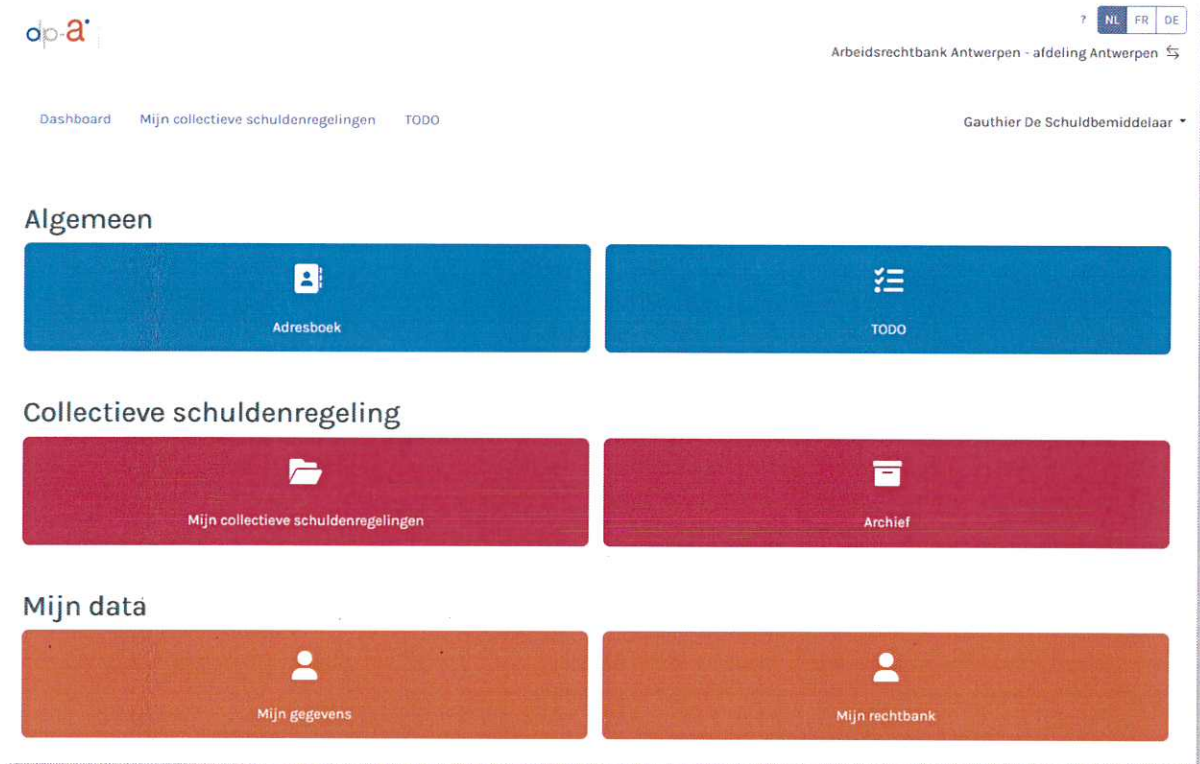 dp-a
? NL FR DE
Arbeidsrechtbank Antwerpen - afdeling Antwerpen
Dashboard Mijn collectieve schuldenregelingen TODO
Gauthier De Schuldbemiddelaar
Algemeen
Adresboek
TODO
Collectieve schuldenregeling
Mijn collectieve schuldenregelingen
Archief
Mijn data
Mijn gegevens
Mijn rechtbank